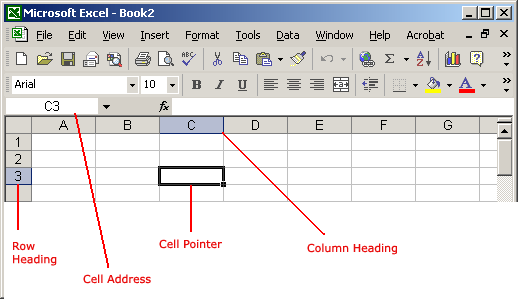 Microsoft Excel - Book2
File Edit View Insert Format Tools Data Window Help Acrobat
Σ
Arial 10 B I U A
C3 fx
A B C D E F G
1
2
3
Row Heading
Cell Address
Cell Pointer
Column Heading